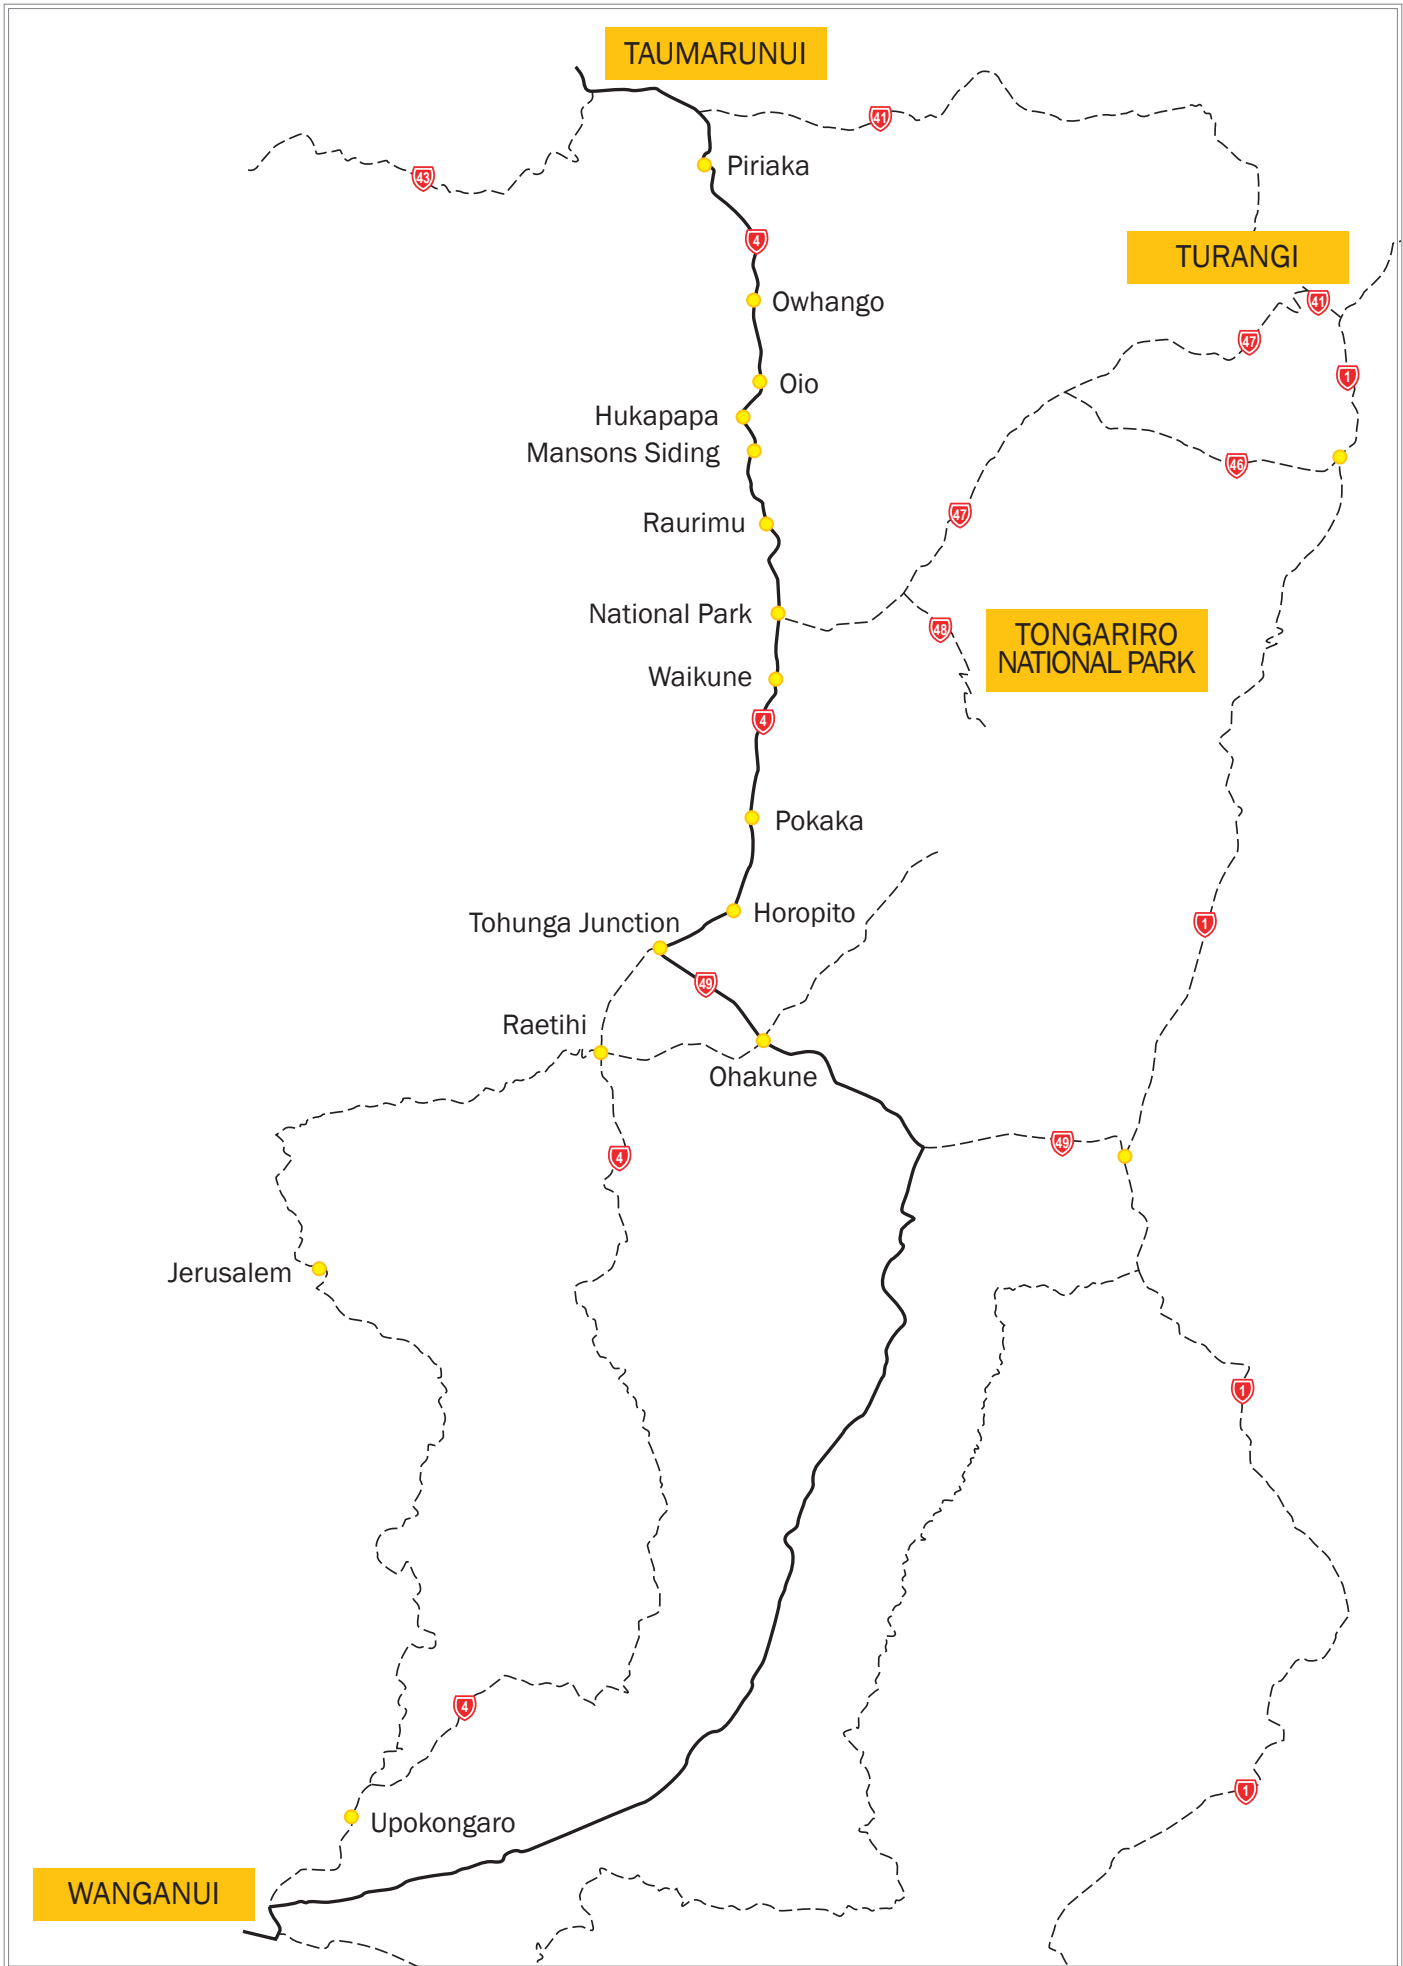 TAUMARUNUI
41
Piriaka
43
4
TURANGI
Owhango
41
47
1
Oio
Hukapapa
Mansons Siding
46
47
Raurimu
National Park
48
TONGARIRO
NATIONAL PARK
Waikune
4
Pokaka
Horopito
Tohunga Junction
1
49
Raetihi
Ohakune
49
4
Jerusalem
1
4
1
Upokongaro
WANGANUI